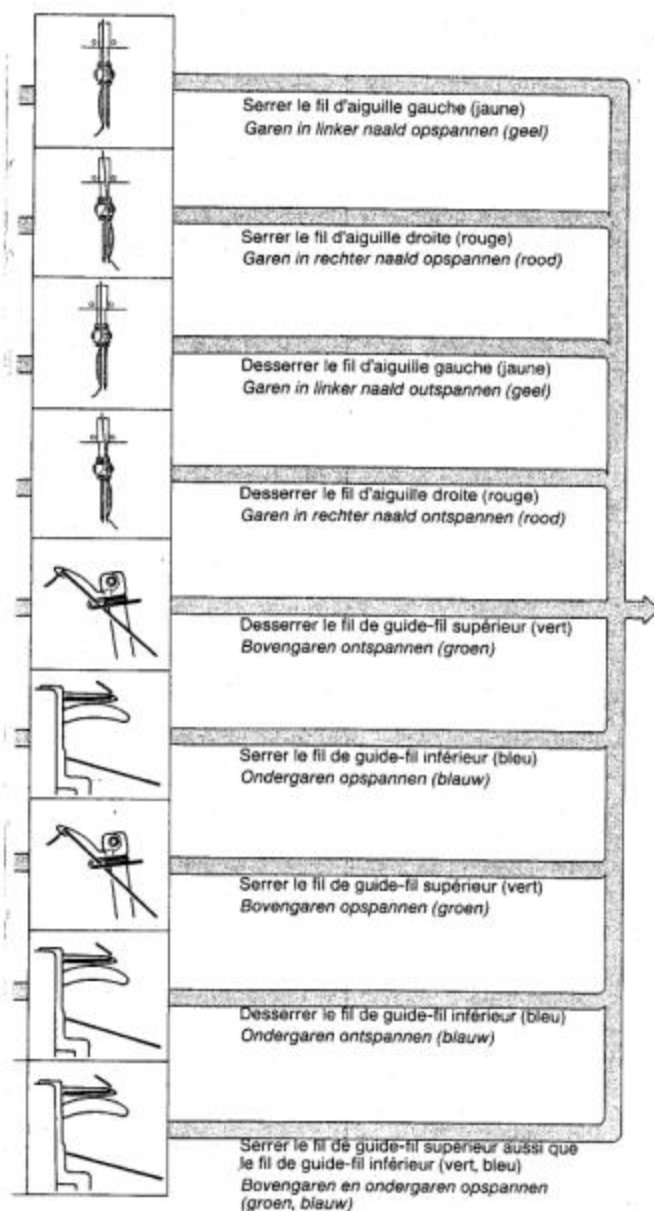 Serrer le fil d'aiguille gauche (jaune)
Garen in linker naald opspannen (geel)
Serrer le fil d'aiguille droite (rouge)
Garen in rechter naald opspannen (rood)
Desserrer le fil d'aiguille gauche (jaune)
Garen in linker naald outspannen (geel)
Desserrer le fil d'aiguille droite (rouge)
Garen in rechter naald ontspannen (rood)
Desserrer le fil de guide-fil supérieur (vert)
Bovengaren ontspannen (groen)
Serrer le fil de guide-fil inférieur (bleu)
Ondergaren opspannen (blauw)
Serrer le fil de guide-fil supérieur (vert)
Bovengaren opspannen (groen)
Desserrer le fil de guide-fil inférieur (bleu)
Ondergaren ontspannen (blauw)
Serrer le fil de guide-fil supérieur aussi que
le fil de guide-fil inférieur (vert, bleu)
Bovengaren en ondergaren opspannen
(groen, blauw)